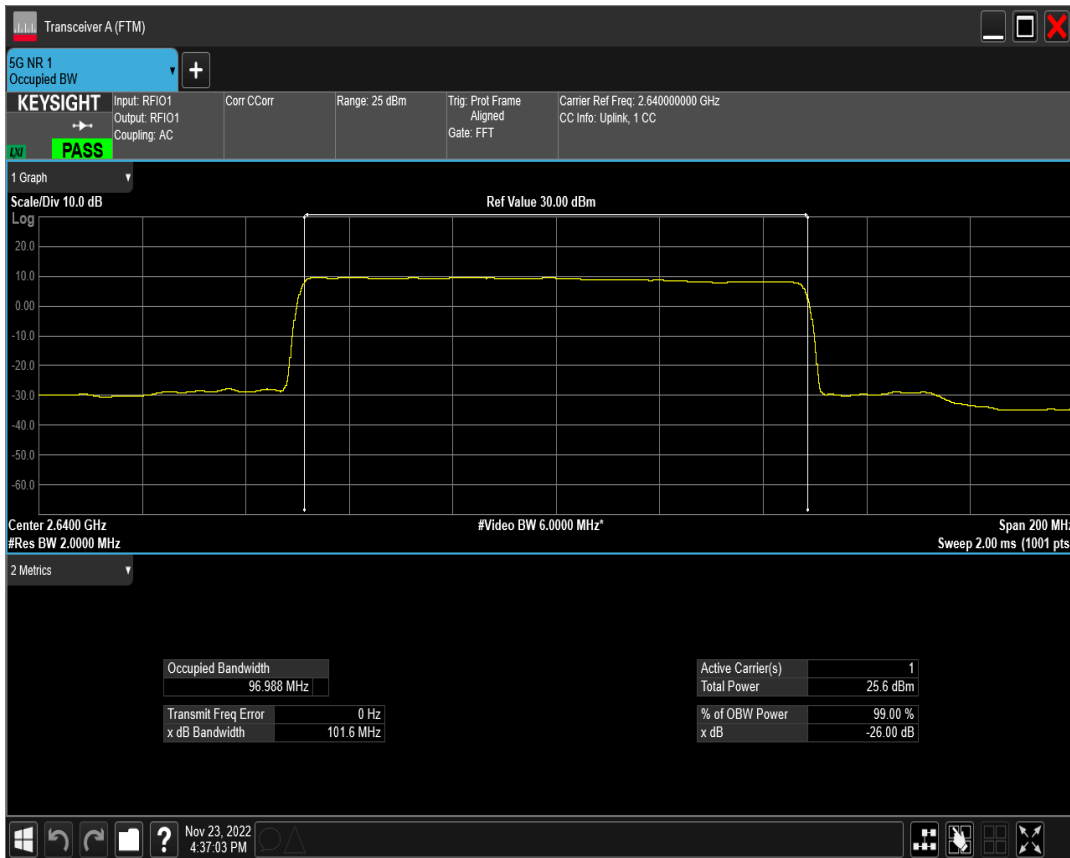 Transceiver A (FTM)
5G NR 1
Occupied BW
+
KEYSIGHT
LXI
PASS
Input: RFIO1
Output: RFIO1
Coupling: AC
Corr CCorr
Range: 25 dBm
Trig: Prot Frame
Aligned
Gate: FFT
Carrier Ref Freq: 2.640000000 GHz
CC Info: Uplink, 1 CC
1 Graph
Scale/Div 10.0 dB
Ref Value 30.00 dBm
Log
20.0
10.0
0.00
-10.0
-20.0
-30.0
-40.0
-50.0
-60.0
Center 2.6400 GHz
#Video BW 6.0000 MHz*
Span 200 MHz
#Res BW 2.0000 MHz
Sweep 2.00 ms (1001 pts
2 Metrics
Occupied Bandwidth
96.988 MHz
Transmit Freq Error 0 Hz
x dB Bandwidth 101.6 MHz
Active Carrier(s) 1
Total Power 25.6 dBm
% of OBW Power 99.00 %
x dB -26.00 dB
?
Nov 23, 2022
4:37:03 PM